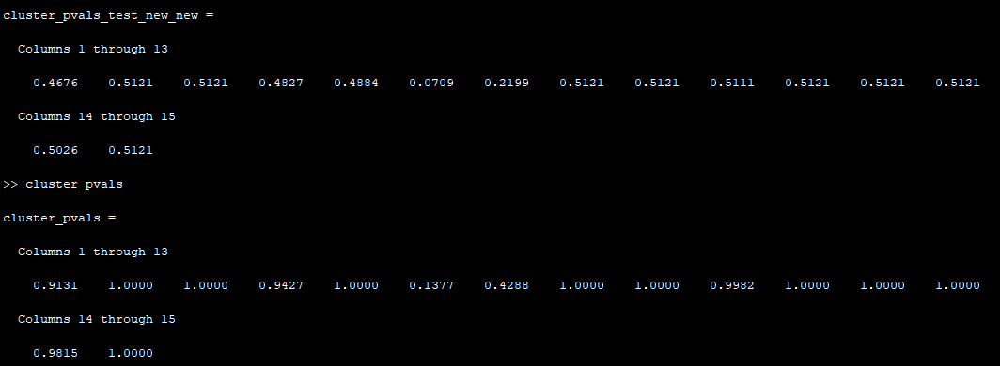 cluster_pvals_test_new_new =
Columns 1 through 13
0.4676 0.5121 0.5121 0.4827 0.4884 0.0709 0.2199 0.5121 0.5121 0.5111 0.5121 0.5121 0.5121
Columns 14 through 15
0.5026 0.5121
>> cluster_pvals
cluster_pvals =
Columns 1 through 13
0.9131 1.0000 1.0000 0.9427 1.0000 0.1377 0.4288 1.0000 1.0000 0.9982 1.0000 1.0000 1.0000
Columns 14 through 15
0.9815 1.0000